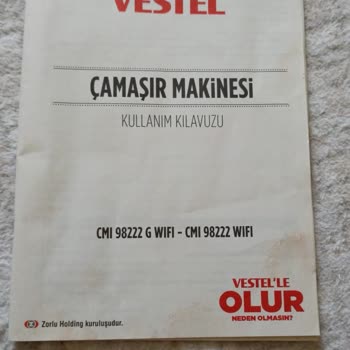 VESTEL
ÇAMAŞIR MAKİNESİ
KULLANIM KILAVUZU
CMI 98222 G WIFI - CMI 98222 WIFI
VESTEL'LE
OLUR
NEDEN OLMASIN?
Zorlu Holding kuruluşudur.